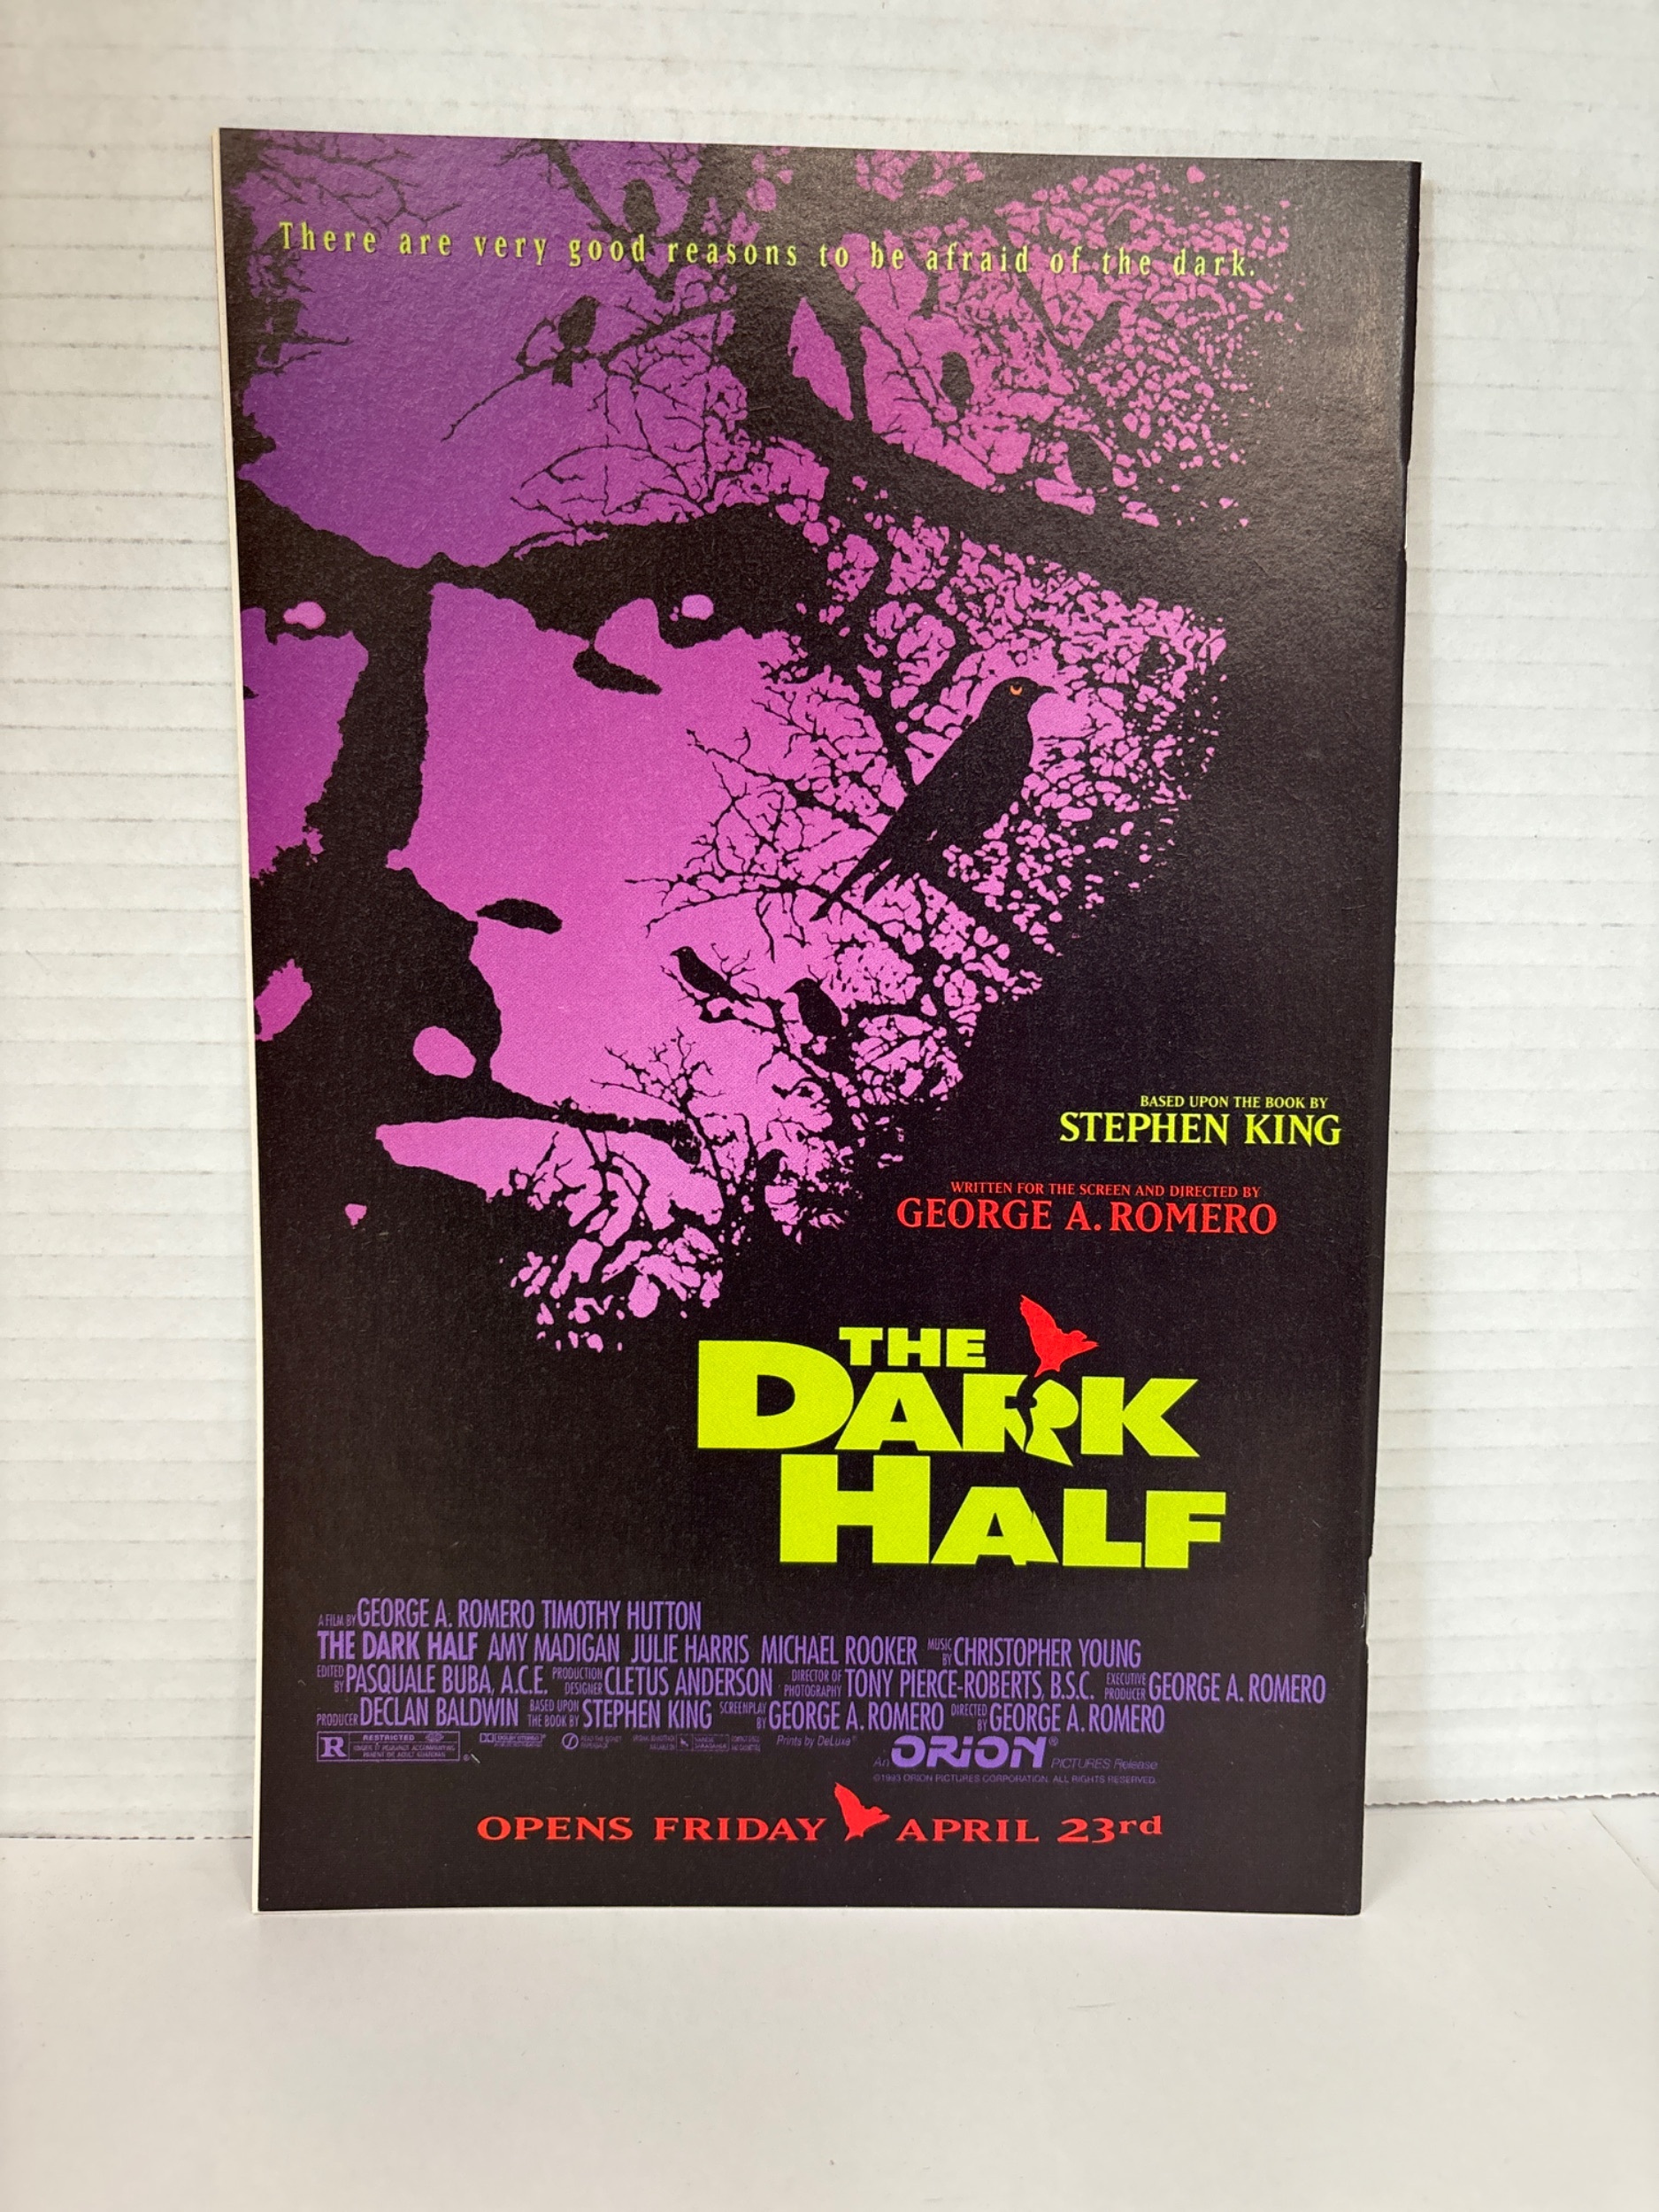 There are very good reasons to be afraid of the dark.
BASED UPON THE BOOK BY
STEPHEN KING
WRITTEN FOR THE SCREEN AND DIRECTED BY
GEORGE A. ROMERO
THE
DARK
HALF
A FILM BY GEORGE A. ROMERO TIMOTHY HUTTON
THE DARK HALF AMY MADIGAN JULIE HARRIS MICHAEL ROOKER MUSIC BY CHRISTOPHER YOUNG
EDITED BY PASQUALE BUBA, A.C.E. PRODUCTION DESIGNER CLETUS ANDERSON DIRECTOR OF PHOTOGRAPHY TONY PIERCE-ROBERTS, B.S.C. EXECUTIVE PRODUCER GEORGE A. ROMERO
PRODUCER DECLAN BALDWIN BASED UPON THE BOOK BY STEPHEN KING SCREENPLAY BY GEORGE A. ROMERO DIRECTED BY GEORGE A. ROMERO
R RESTRICTED
Prints by DeLuxe®
An ORION® PICTURES Release
©1993 ORION PICTURES CORPORATION. ALL RIGHTS RESERVED.
OPENS FRIDAY APRIL 23rd